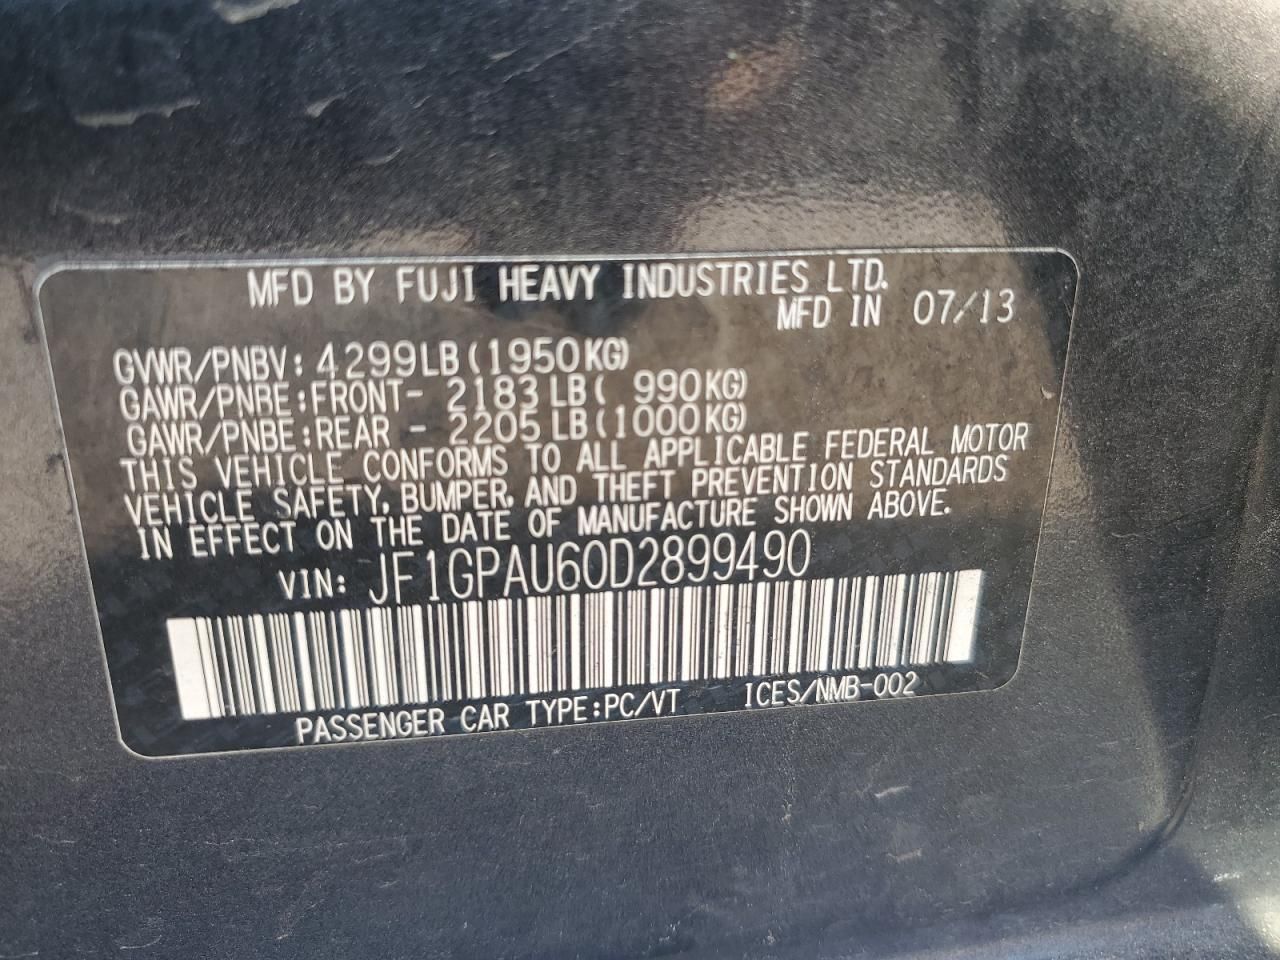 MFD BY FUJI HEAVY INDUSTRIES LTD.
MFD IN 07/13
GVWR/PNBV: 4299LB (1950KG)
GAWR/PNBE:FRONT- 2183 LB( 990KG)
GAWR/PNBE:REAR - 2205 LB (1000KG)
THIS VEHICLE CONFORMS TO ALL APPLICABLE FEDERAL MOTOR
VEHICLE SAFETY, BUMPER, AND THEFT PREVENTION STANDARDS
IN EFFECT ON THE DATE OF MANUFACTURE SHOWN ABOVE.
VIN: JF1GPAU60D2899490
PASSENGER CAR TYPE:PC/VT ICES/NMB-002